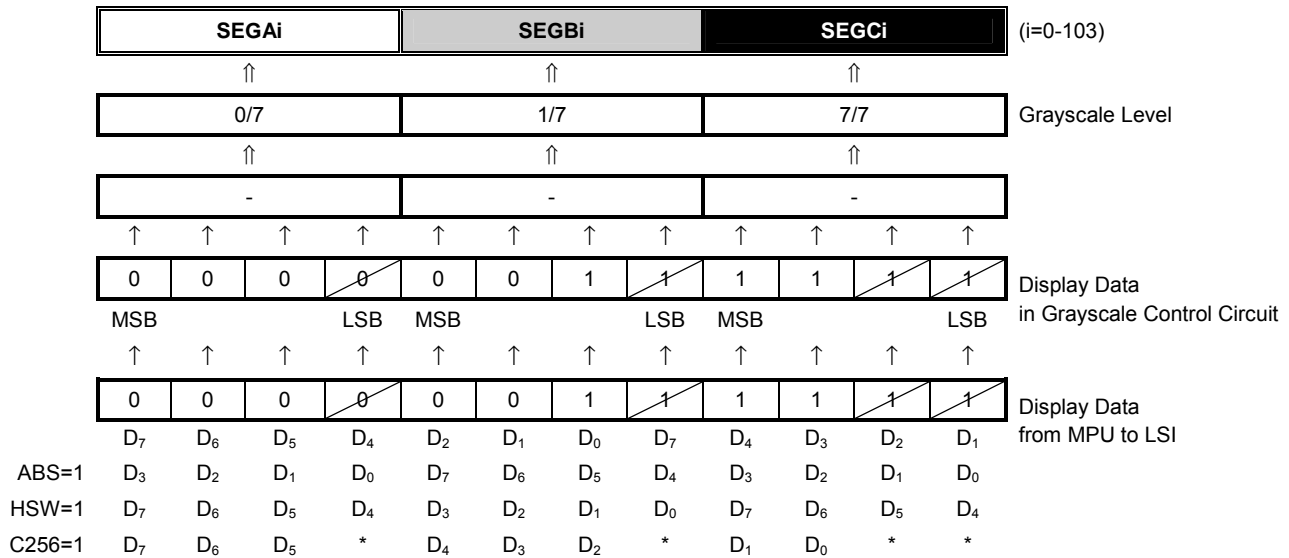 SEGAi SEGBi SEGCi (i=0-103)
⇑ ⇑ ⇑
0/7 1/7 7/7 Grayscale Level
⇑ ⇑ ⇑
- - -
↑ ↑ ↑ ↑ ↑ ↑ ↑ ↑ ↑ ↑ ↑ ↑
0 0 0 0 0 0 1 1 1 1 1 1 Display Data
MSB LSB MSB LSB MSB LSB in Grayscale Control Circuit
↑ ↑ ↑ ↑ ↑ ↑ ↑ ↑ ↑ ↑ ↑ ↑
0 0 0 0 0 0 1 1 1 1 1 1 Display Data
D₇ D₆ D₅ D₄ D₂ D₁ D₀ D₇ D₄ D₃ D₂ D₁ from MPU to LSI
ABS=1 D₃ D₂ D₁ D₀ D₇ D₆ D₅ D₄ D₃ D₂ D₁ D₀
HSW=1 D₇ D₆ D₅ D₄ D₃ D₂ D₁ D₀ D₇ D₆ D₅ D₄
C256=1 D₇ D₆ D₅ * D₄ D₃ D₂ * D₁ D₀ * *